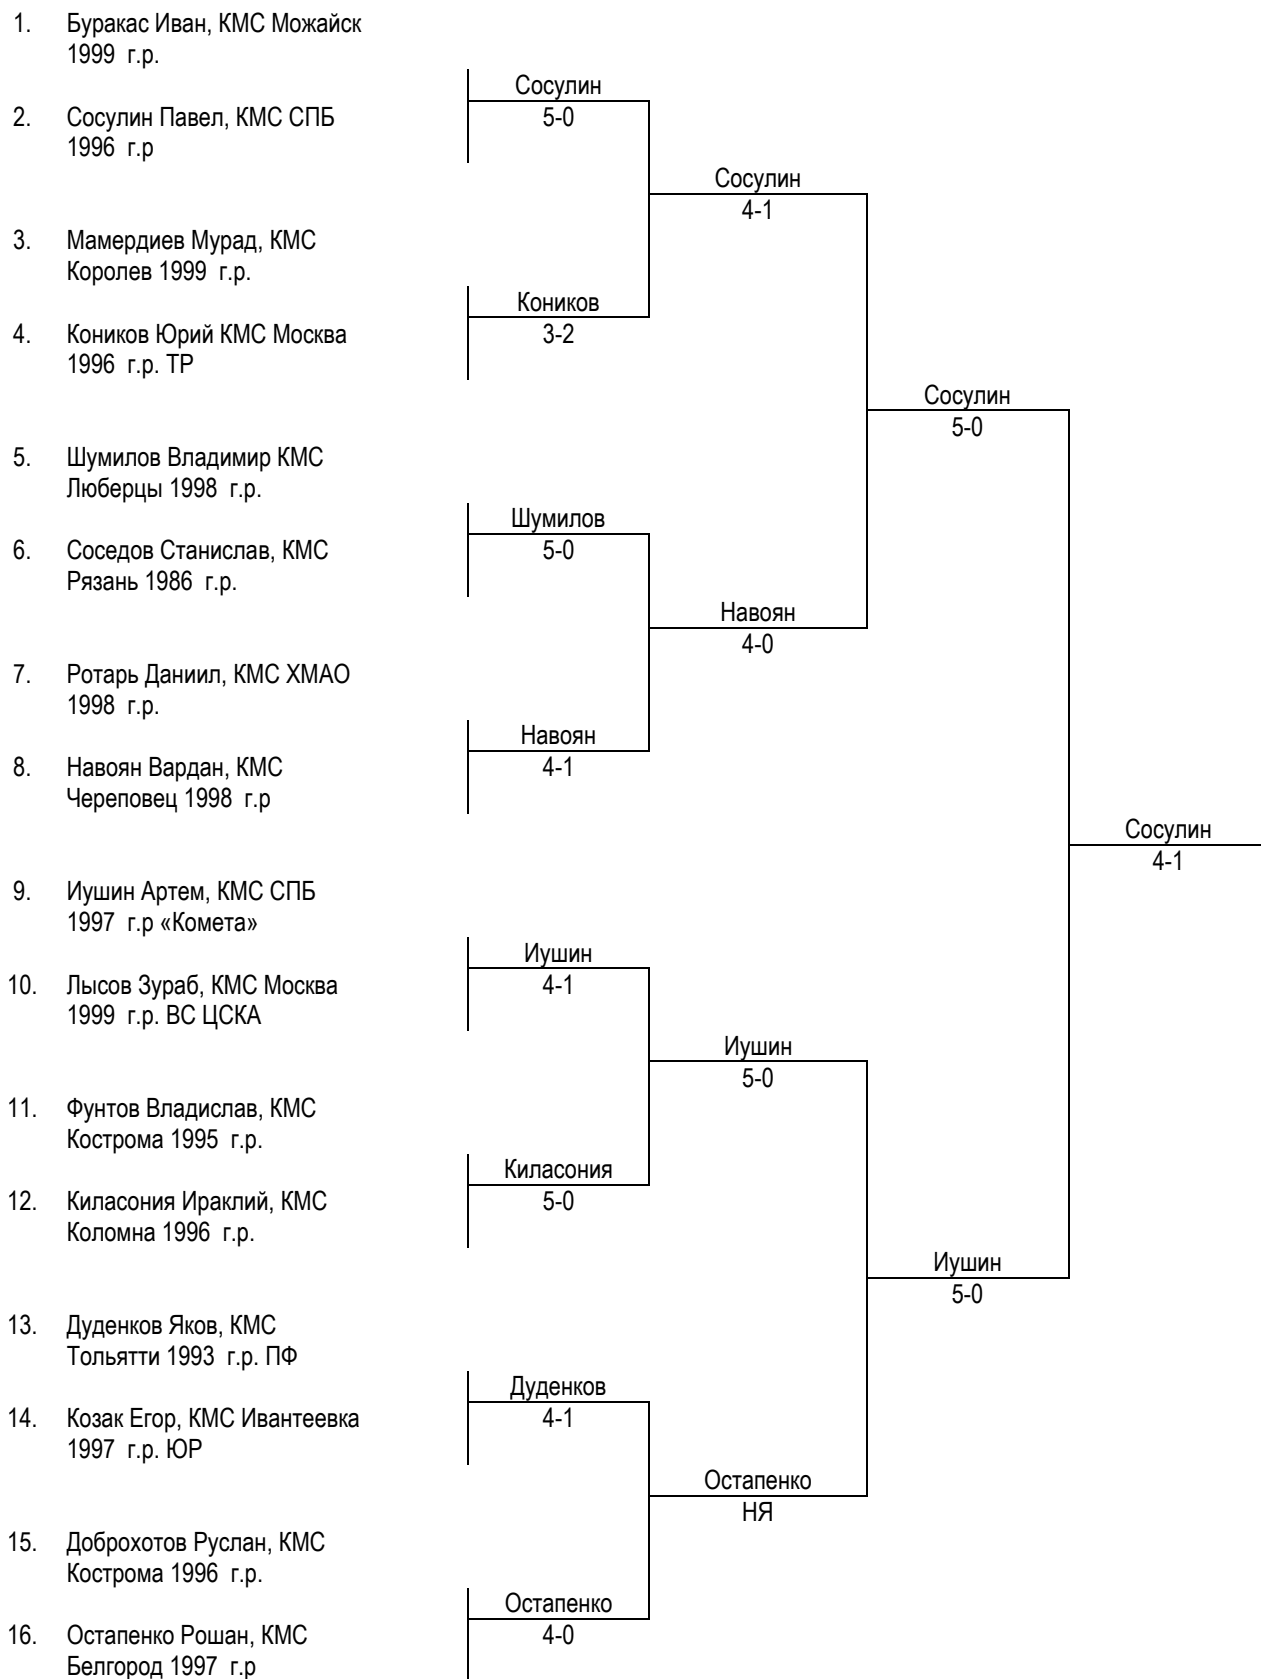 1. Буракас Иван, КМС Можайск
1999 г.р.
Сосулин
5-0
2. Сосулин Павел, КМС СПБ
1996 г.р
Сосулин
4-1
3. Мамердиев Мурад, КМС
Королев 1999 г.р.
Коников
3-2
4. Коников Юрий КМС Москва
1996 г.р. ТР
Сосулин
5-0
5. Шумилов Владимир КМС
Люберцы 1998 г.р.
Шумилов
5-0
6. Соседов Станислав, КМС
Рязань 1986 г.р.
Навоян
4-0
7. Ротарь Даниил, КМС ХМАО
1998 г.р.
Навоян
4-1
8. Навоян Вардан, КМС
Череповец 1998 г.р
Сосулин
4-1
9. Иушин Артем, КМС СПБ
1997 г.р «Комета»
Иушин
4-1
10. Лысов Зураб, КМС Москва
1999 г.р. ВС ЦСКА
Иушин
5-0
11. Фунтов Владислав, КМС
Кострома 1995 г.р.
Киласония
5-0
12. Киласония Ираклий, КМС
Коломна 1996 г.р.
Иушин
5-0
13. Дуденков Яков, КМС
Тольятти 1993 г.р. ПФ
Дуденков
4-1
14. Козак Егор, КМС Ивантеевка
1997 г.р. ЮР
Остапенко
НЯ
15. Доброхотов Руслан, КМС
Кострома 1996 г.р.
Остапенко
4-0
16. Остапенко Рошан, КМС
Белгород 1997 г.р